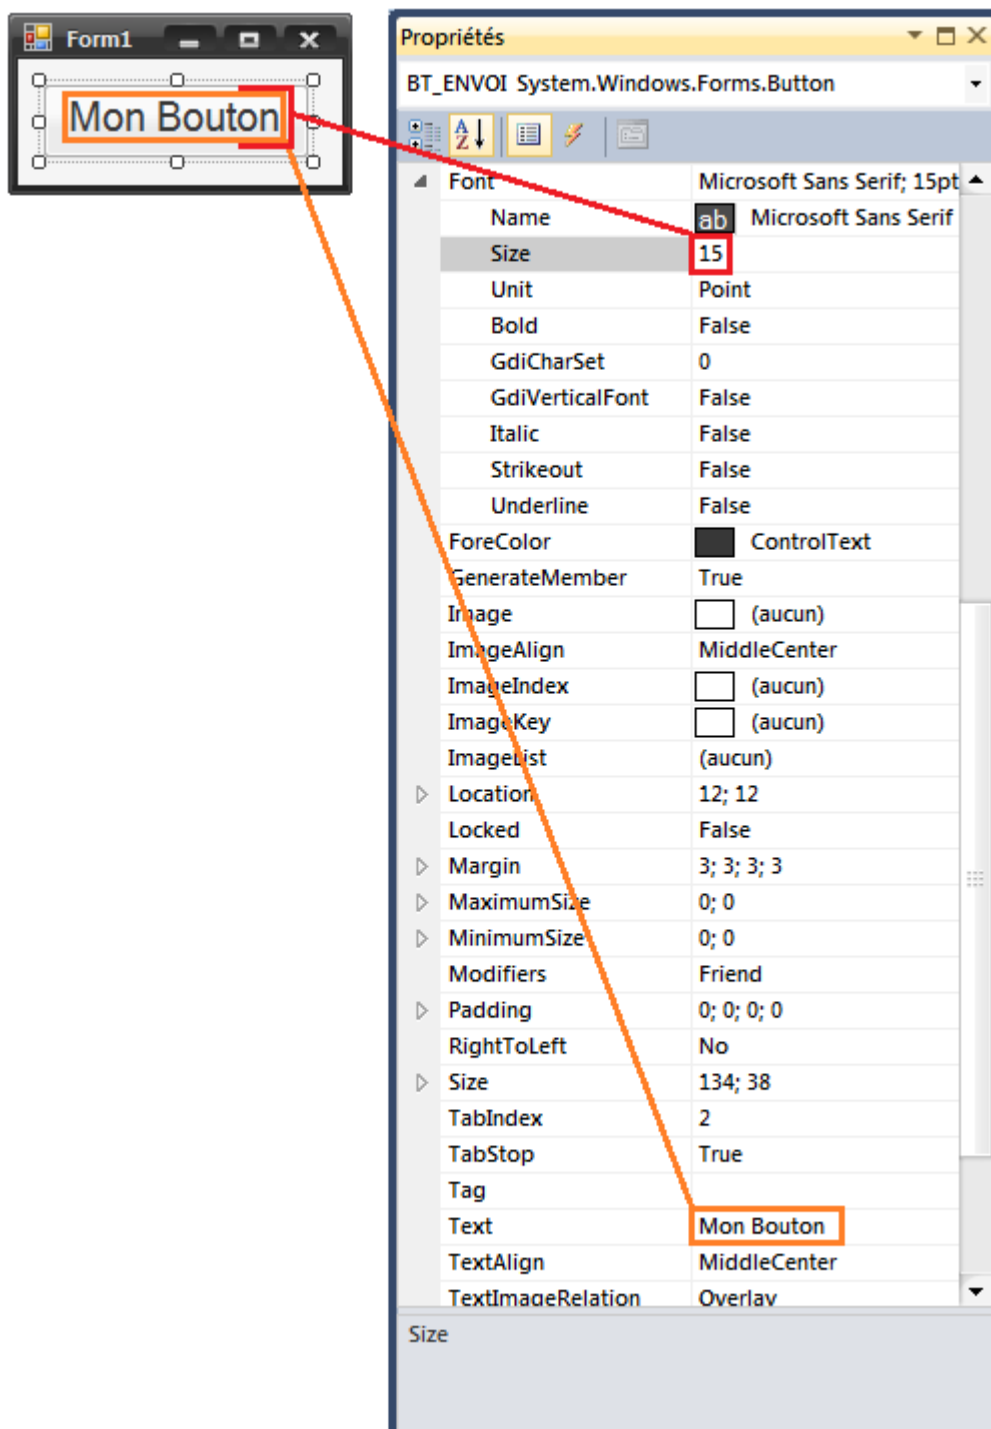 Form1
Mon Bouton
Propriétés
BT_ENVOI System.Windows.Forms.Button
A
Z
Font Microsoft Sans Serif; 15pt
Name ab Microsoft Sans Serif
Size 15
Unit Point
Bold False
GdiCharSet 0
GdiVerticalFont False
Italic False
Strikeout False
Underline False
ForeColor ControlText
GenerateMember True
Image (aucun)
ImageAlign MiddleCenter
ImageIndex (aucun)
ImageKey (aucun)
ImageList (aucun)
Location 12; 12
Locked False
Margin 3; 3; 3; 3
MaximumSize 0; 0
MinimumSize 0; 0
Modifiers Friend
Padding 0; 0; 0; 0
RightToLeft No
Size 134; 38
TabIndex 2
TabStop True
Tag
Text Mon Bouton
TextAlign MiddleCenter
TextImageRelation Overlay
Size